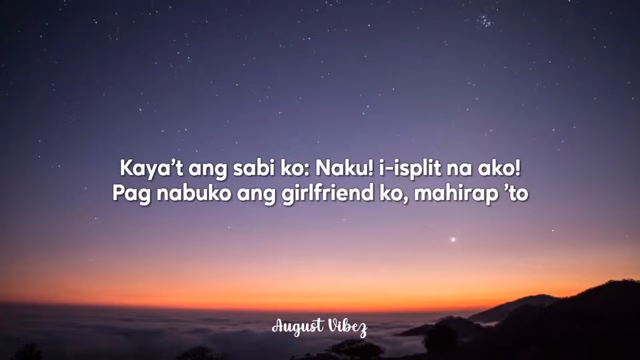 Kaya’t ang sabi ko: Naku! i-isplit na ako!
Pag nabuko ang girlfriend ko, mahirap ’to
August Vibez